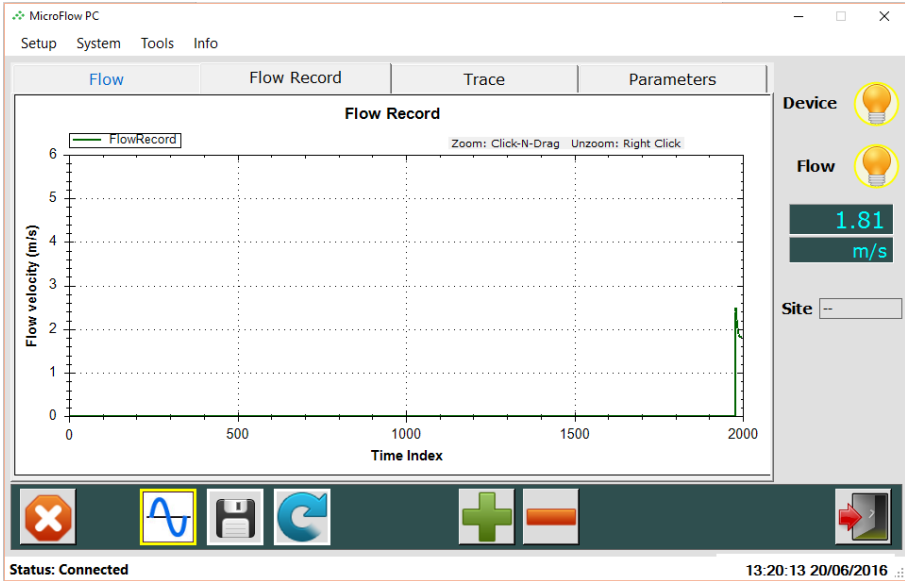 MicroFlow PC
Setup System Tools Info
Flow Flow Record Trace Parameters
Flow Record
FlowRecord
Zoom: Click-N-Drag Unzoom: Right Click
6
5
4
3
2
1
0
Flow velocity (m/s)
0 500 1000 1500 2000
Time Index
Device
Flow
1.81
m/s
Site --
Status: Connected
13:20:13 20/06/2016